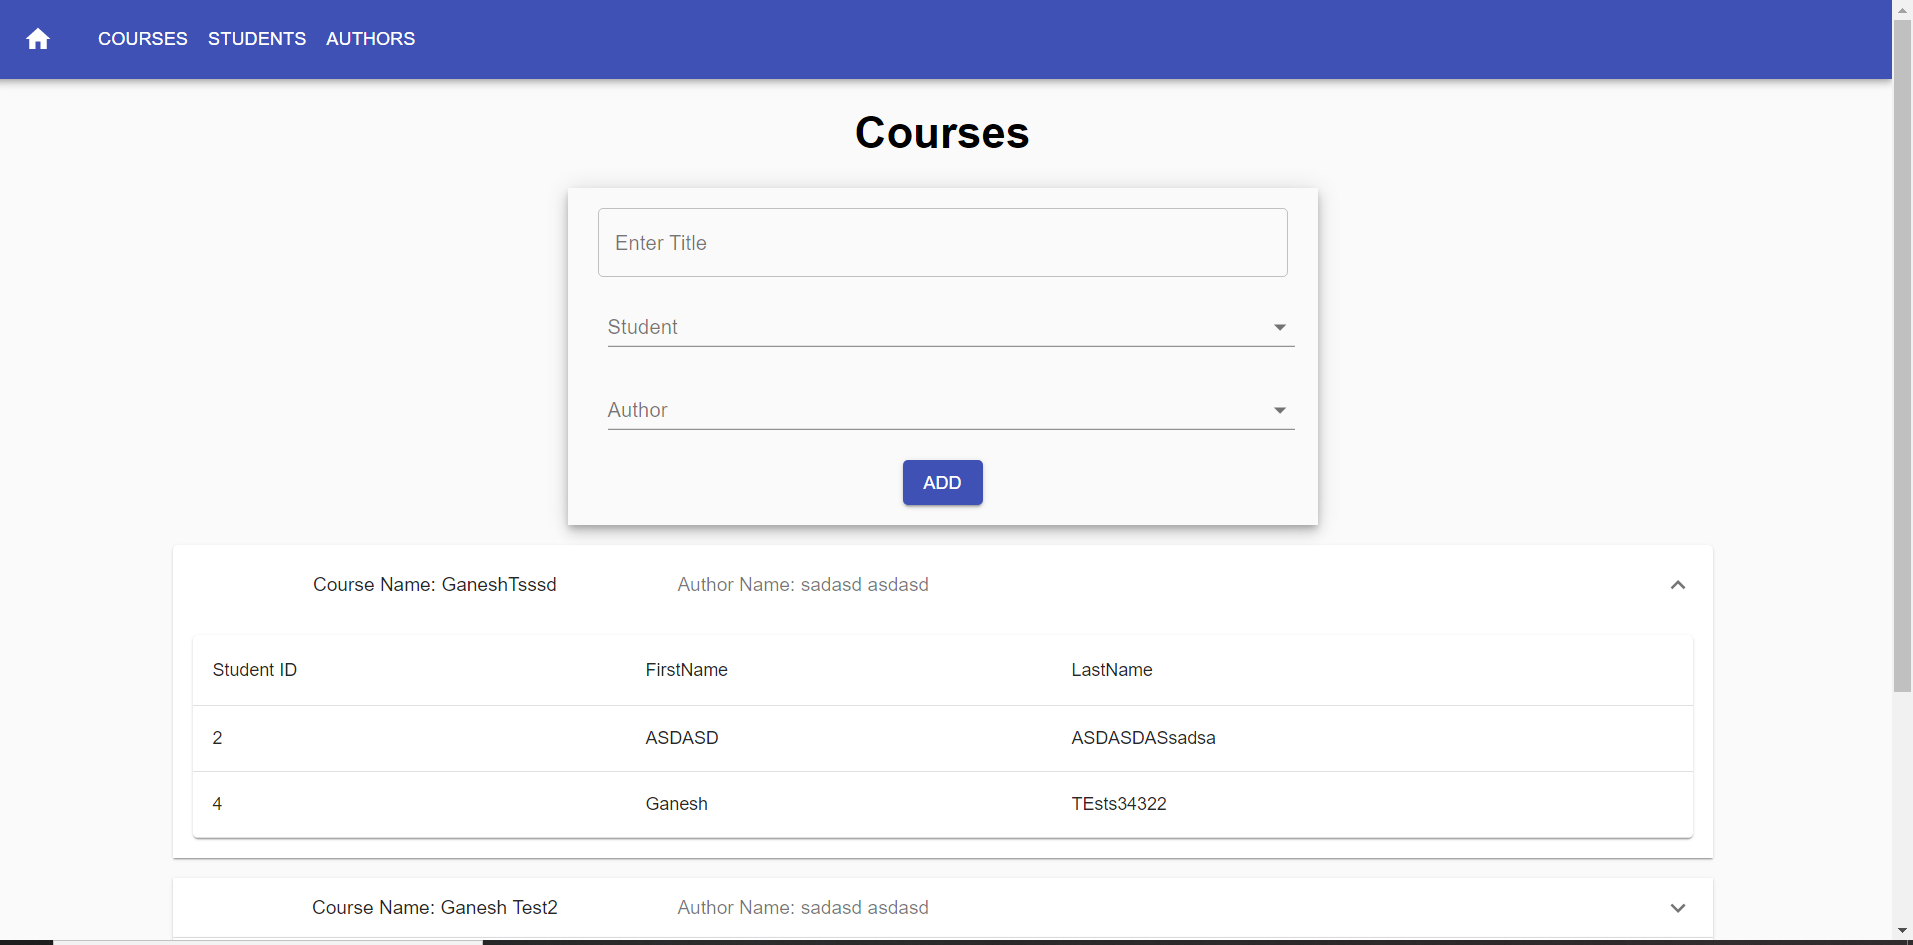 COURSES STUDENTS AUTHORS
Courses
Enter Title
Student
Author
ADD
Course Name: GaneshTsssd Author Name: sadasd asdasd
Student ID FirstName LastName
2 ASDASD ASDASDASsadsa
4 Ganesh TEsts34322
Course Name: Ganesh Test2 Author Name: sadasd asdasd